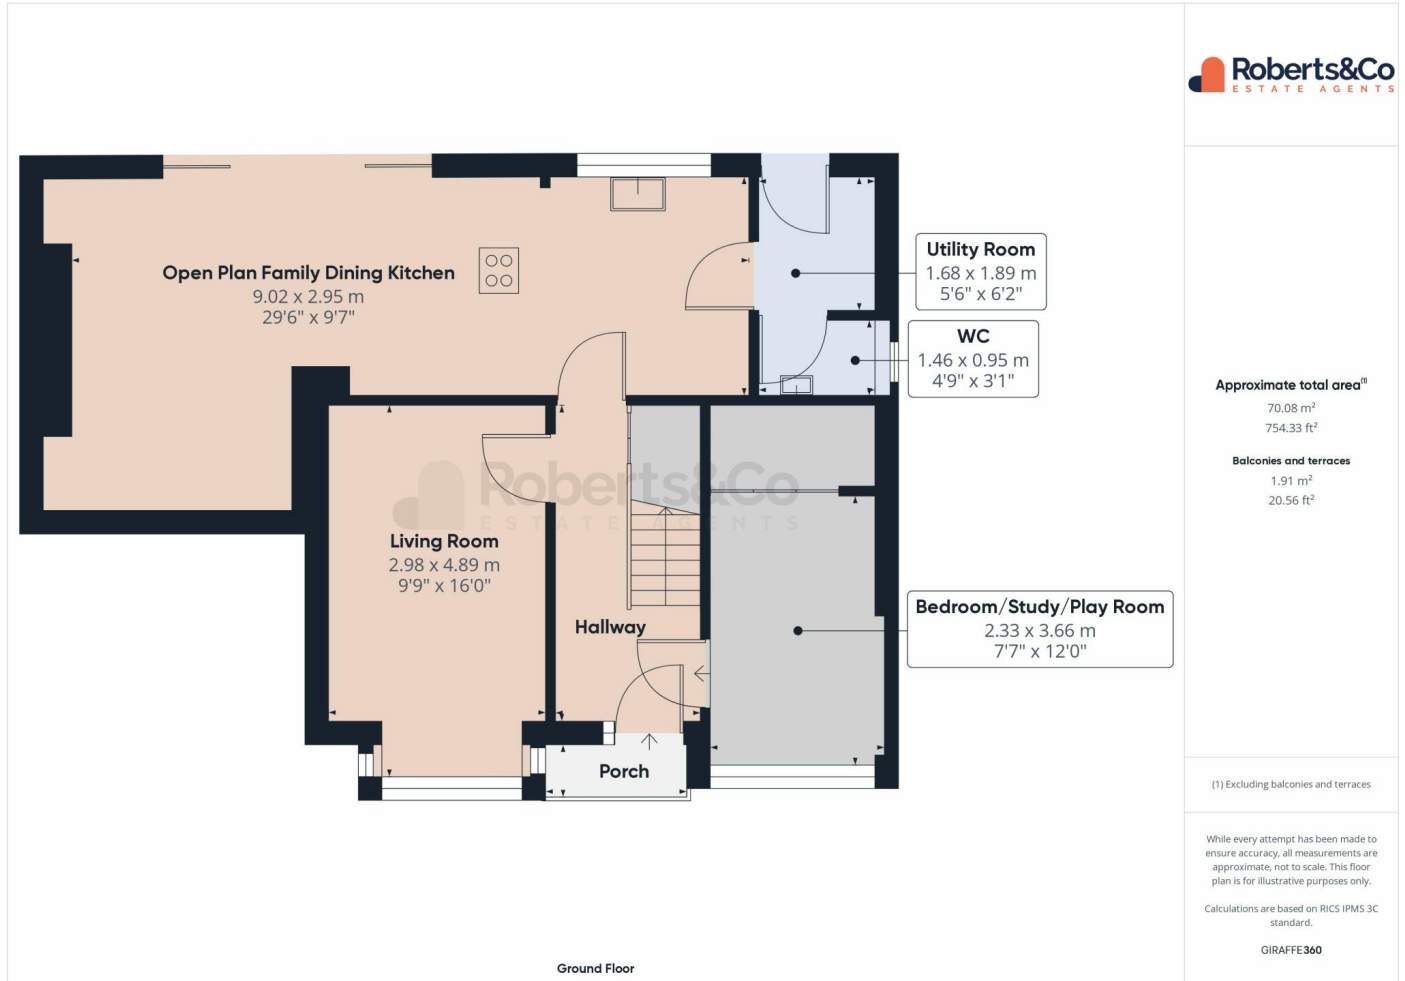 Roberts&Co
ESTATE AGENTS
Open Plan Family Dining Kitchen
9.02 x 2.95 m
29'6" x 9'7"
Utility Room
1.68 x 1.89 m
5'6" x 6'2"
WC
1.46 x 0.95 m
4'9" x 3'1"
Roberts&Co
ESTATE AGENTS
Living Room
2.98 x 4.89 m
9'9" x 16'0"
Hallway
Bedroom/Study/Play Room
2.33 x 3.66 m
7'7" x 12'0"
Porch
Ground Floor
Approximate total area(1)
70.08 m²
754.33 ft²
Balconies and terraces
1.91 m²
20.56 ft²
(1) Excluding balconies and terraces
While every attempt has been made to
ensure accuracy, all measurements are
approximate, not to scale. This floor
plan is for illustrative purposes only.
Calculations are based on RICS IPMS 3C
standard.
GIRAFFE360